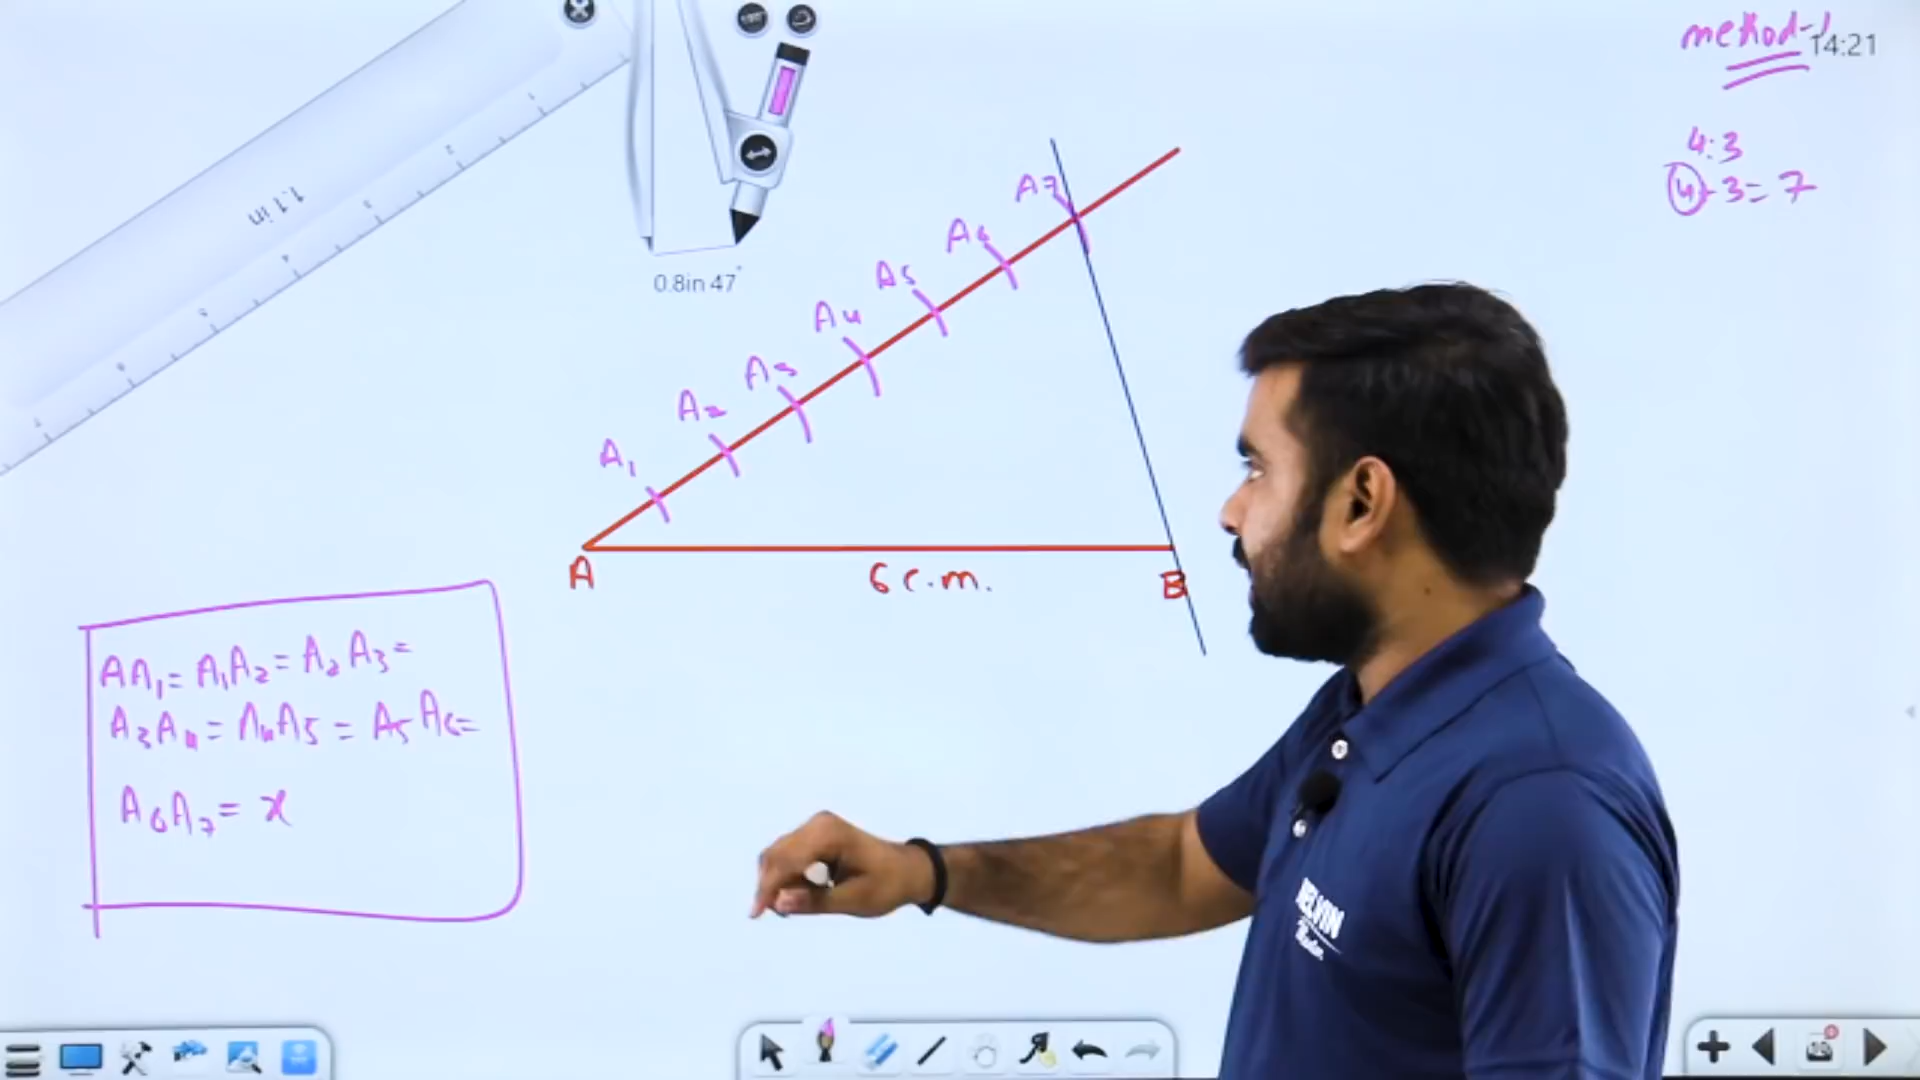 method-1
14:21
4:3
4+3=7
1.1 in
0.8in 47°
A7
A6
A5
A4
A3
A2
A1
A
6 c.m.
B
AA₁ = A₁A₂ = A₂A₃ =
A₃A₄ = A₄A₅ = A₅A₆ =
A₆A₇ = x
MELVIN